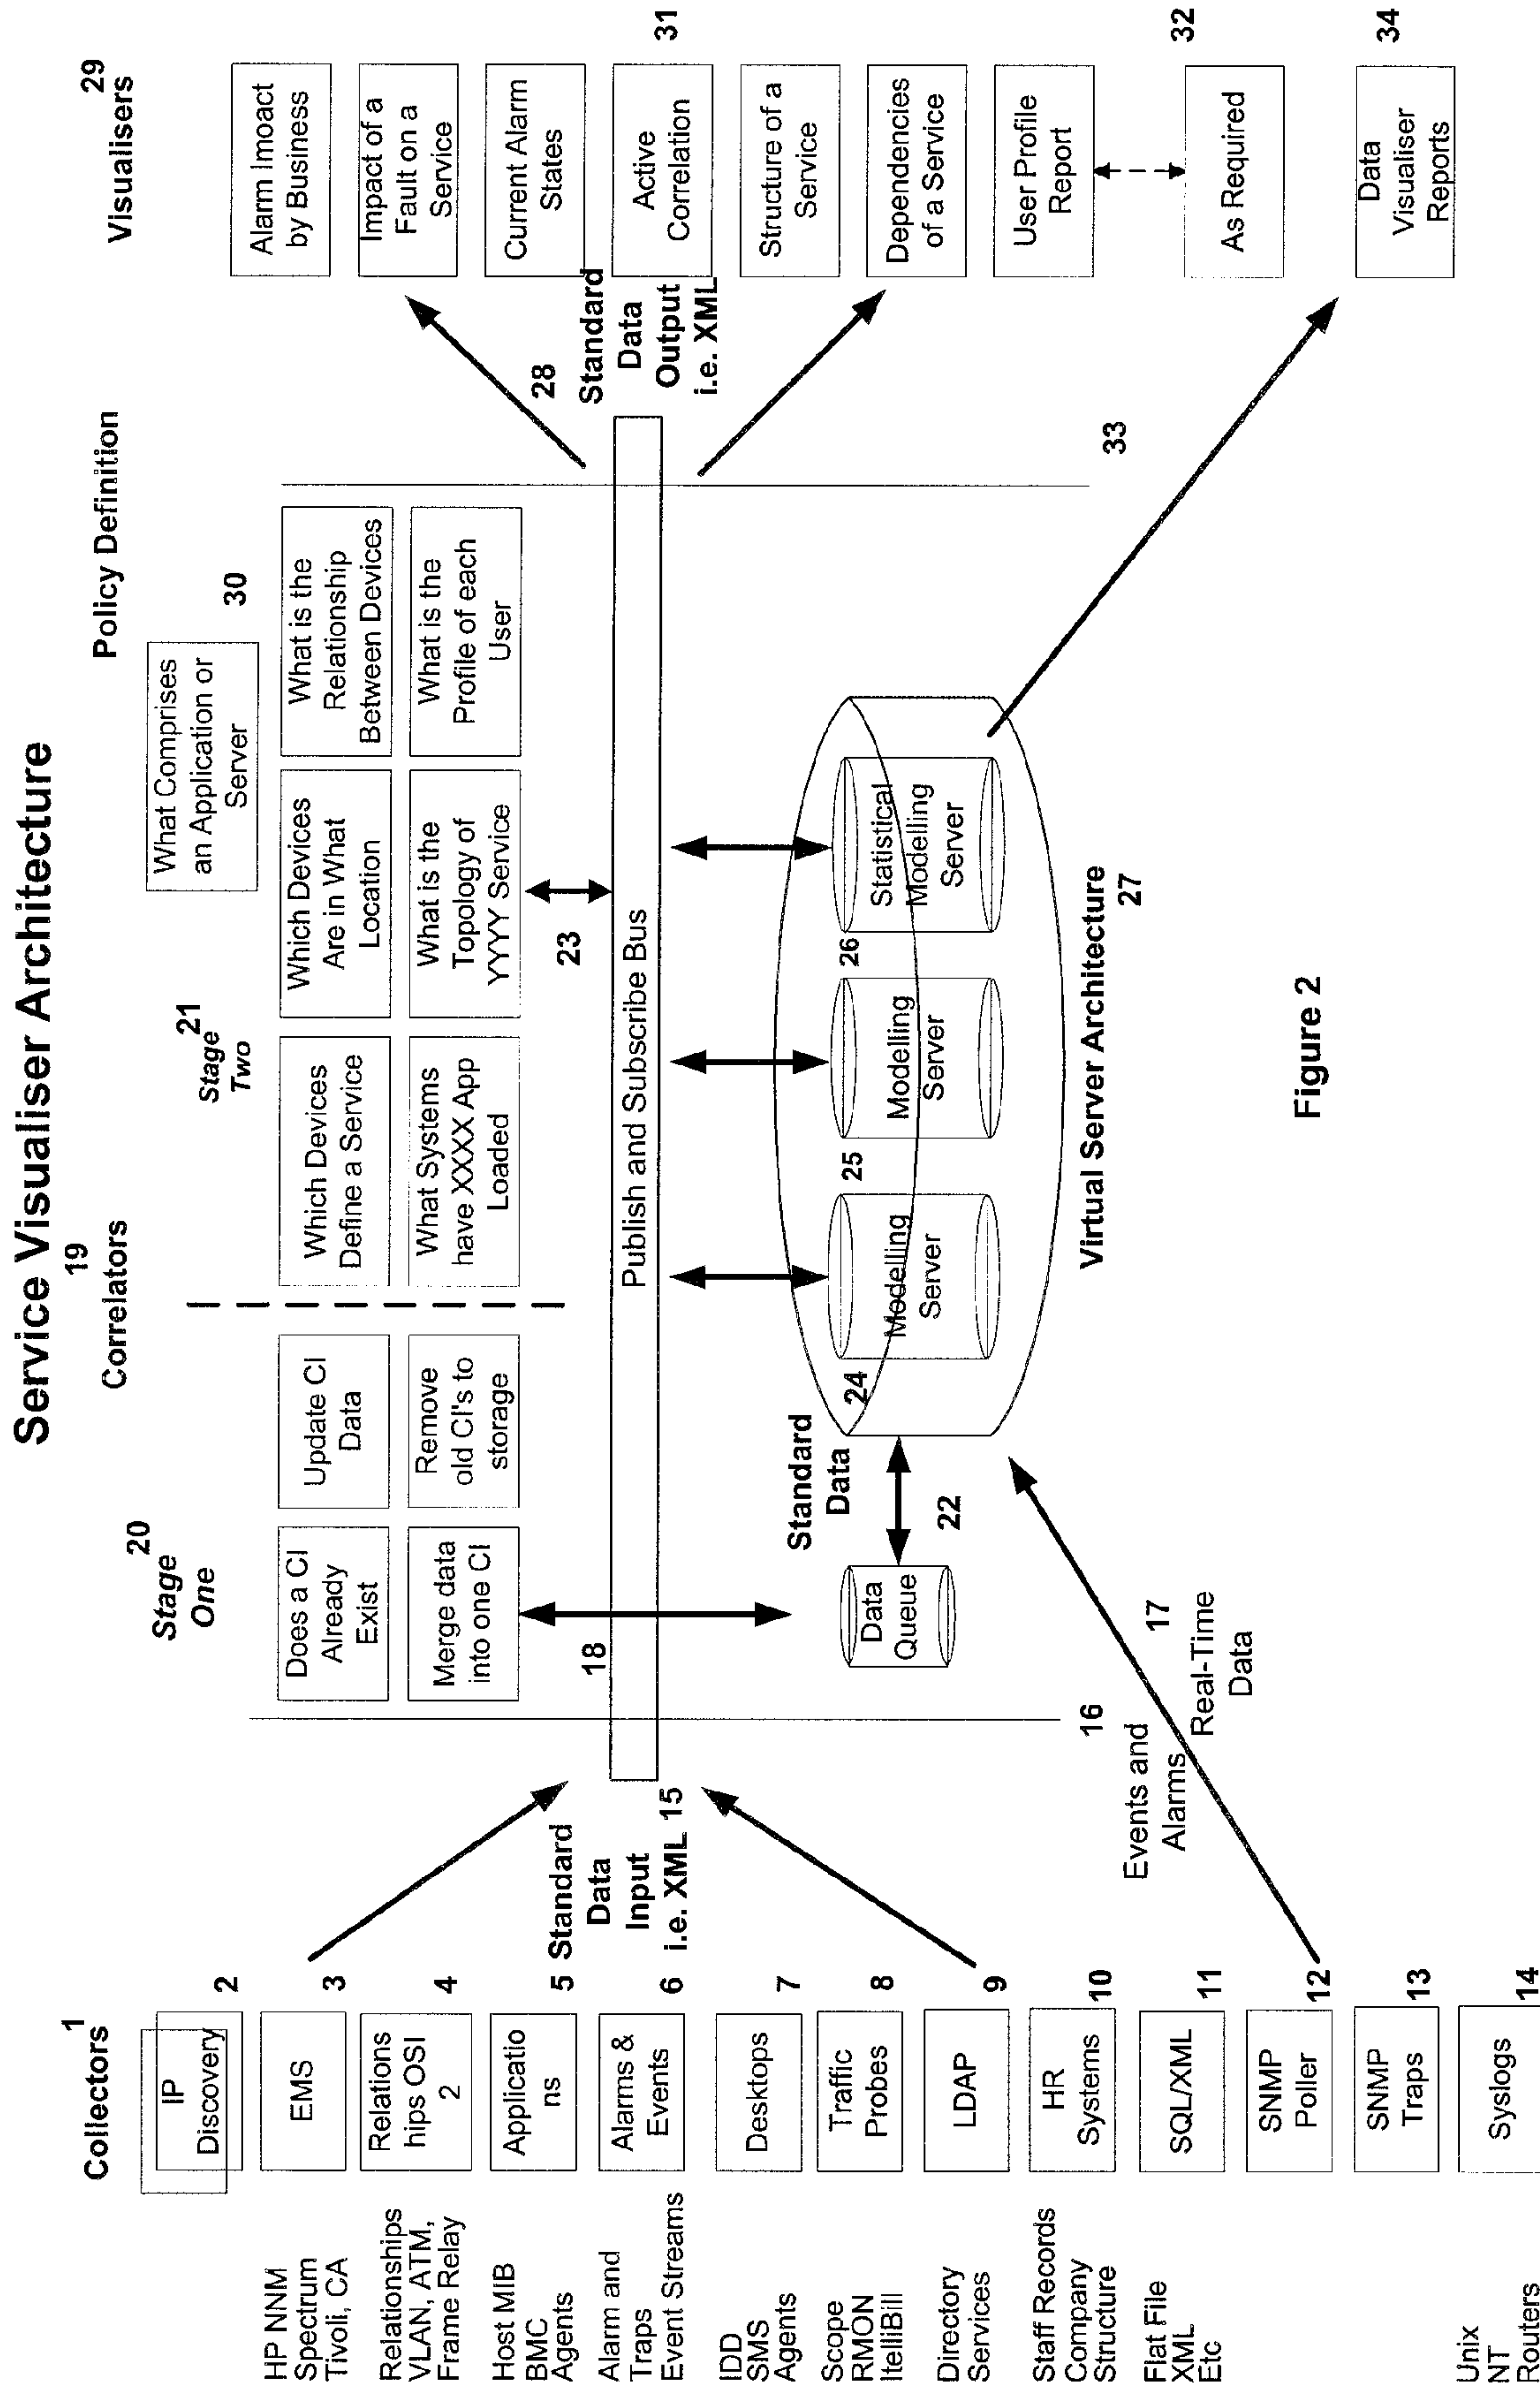 Service Visualiser Architecture
Collectors
1
IP
Discovery
2
HP NNM
Spectrum
Tivoli, CA
EMS
3
Relationships
VLAN, ATM,
Frame Relay
Relations
hips OSI
2
4
Host MIB
BMC
Agents
Applicatio
ns
5
Alarm and
Traps
Event Streams
Alarms &
Events
6
IDD
SMS
Agents
Desktops
7
Scope
RMON
ItelliBill
Traffic
Probes
8
Directory
Services
LDAP
9
Staff Records
Company
Structure
HR
Systems
10
Flat File
XML
Etc
SQL/XML
11
SNMP
Poller
12
SNMP
Traps
13
Unix
NT
Routers
Syslogs
14
Standard
Data
Input
i.e. XML 15
16
Events and
Alarms
17
Real-Time
Data
18
Correlators
19
Stage
One
20
Does a CI
Already
Exist
Update CI
Data
Merge data
into one CI
Remove
old CI's to
storage
Stage
Two
21
Which Devices
Define a Service
Which Devices
Are in What
Location
What is the
Relationship
Between Devices
What Systems
have XXXX App
Loaded
What is the
Topology of
YYYY Service
What is the
Profile of each
User
What Comprises
an Application or
Server
30
Policy Definition
23
Publish and Subscribe Bus
Data
Queue
Standard
Data
22
24
Modelling
Server
25
Modelling
Server
26
Statistical
Modelling
Server
Virtual Server Architecture
27
28
Standard
Data
Output
i.e. XML
33
Visualisers
29
Alarm Imoact
by Business
Impact of a
Fault on a
Service
Current Alarm
States
Active
Correlation
31
Structure of a
Service
Dependencies
of a Service
User Profile
Report
As Required
32
Data
Visualiser
Reports
34
Figure 2